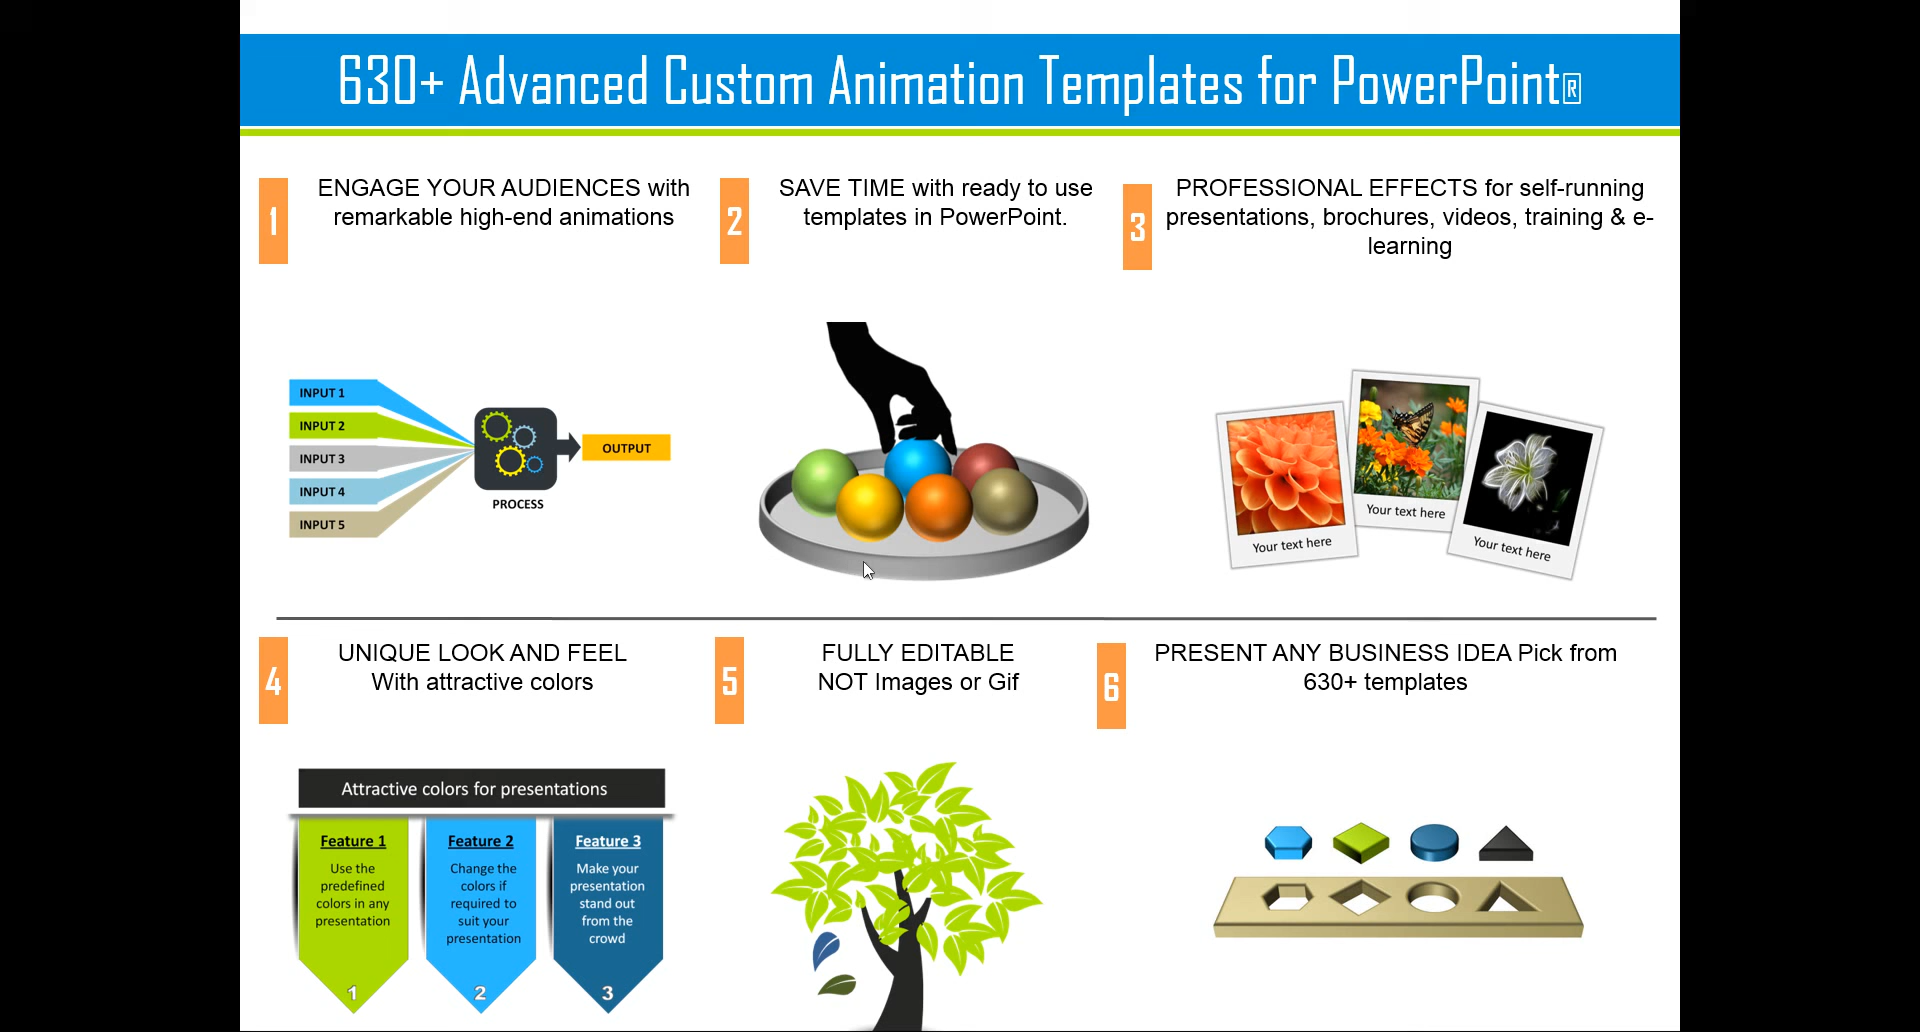 630+ Advanced Custom Animation Templates for PowerPoint®
1
ENGAGE YOUR AUDIENCES with
remarkable high-end animations
2
SAVE TIME with ready to use
templates in PowerPoint.
3
PROFESSIONAL EFFECTS for self-running
presentations, brochures, videos, training & e-
learning
INPUT 1
INPUT 2
INPUT 3
INPUT 4
INPUT 5
PROCESS
OUTPUT
Your text here
Your text here
Your text here
4
UNIQUE LOOK AND FEEL
With attractive colors
5
FULLY EDITABLE
NOT Images or Gif
6
PRESENT ANY BUSINESS IDEA Pick from
630+ templates
Attractive colors for presentations
Feature 1
Use the
predefined
colors in any
presentation
1
Feature 2
Change the
colors if
required to
suit your
presentation
2
Feature 3
Make your
presentation
stand out
from the
crowd
3